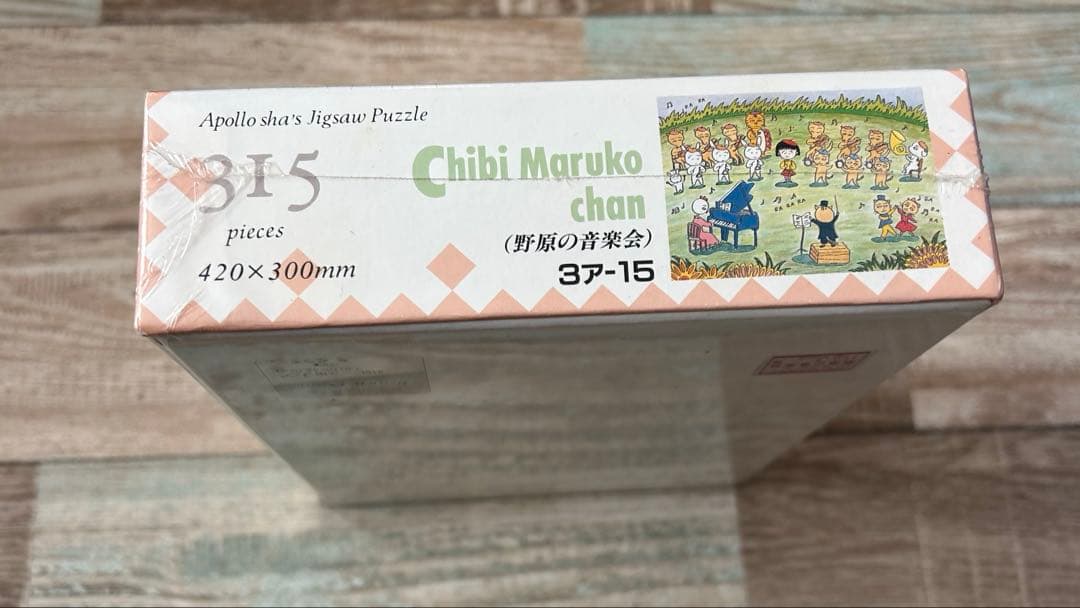 Apollo sha's Jigsaw Puzzle
315
pieces
420×300mm
Chibi Maruko
chan
(野原の音楽会)
3ア-15